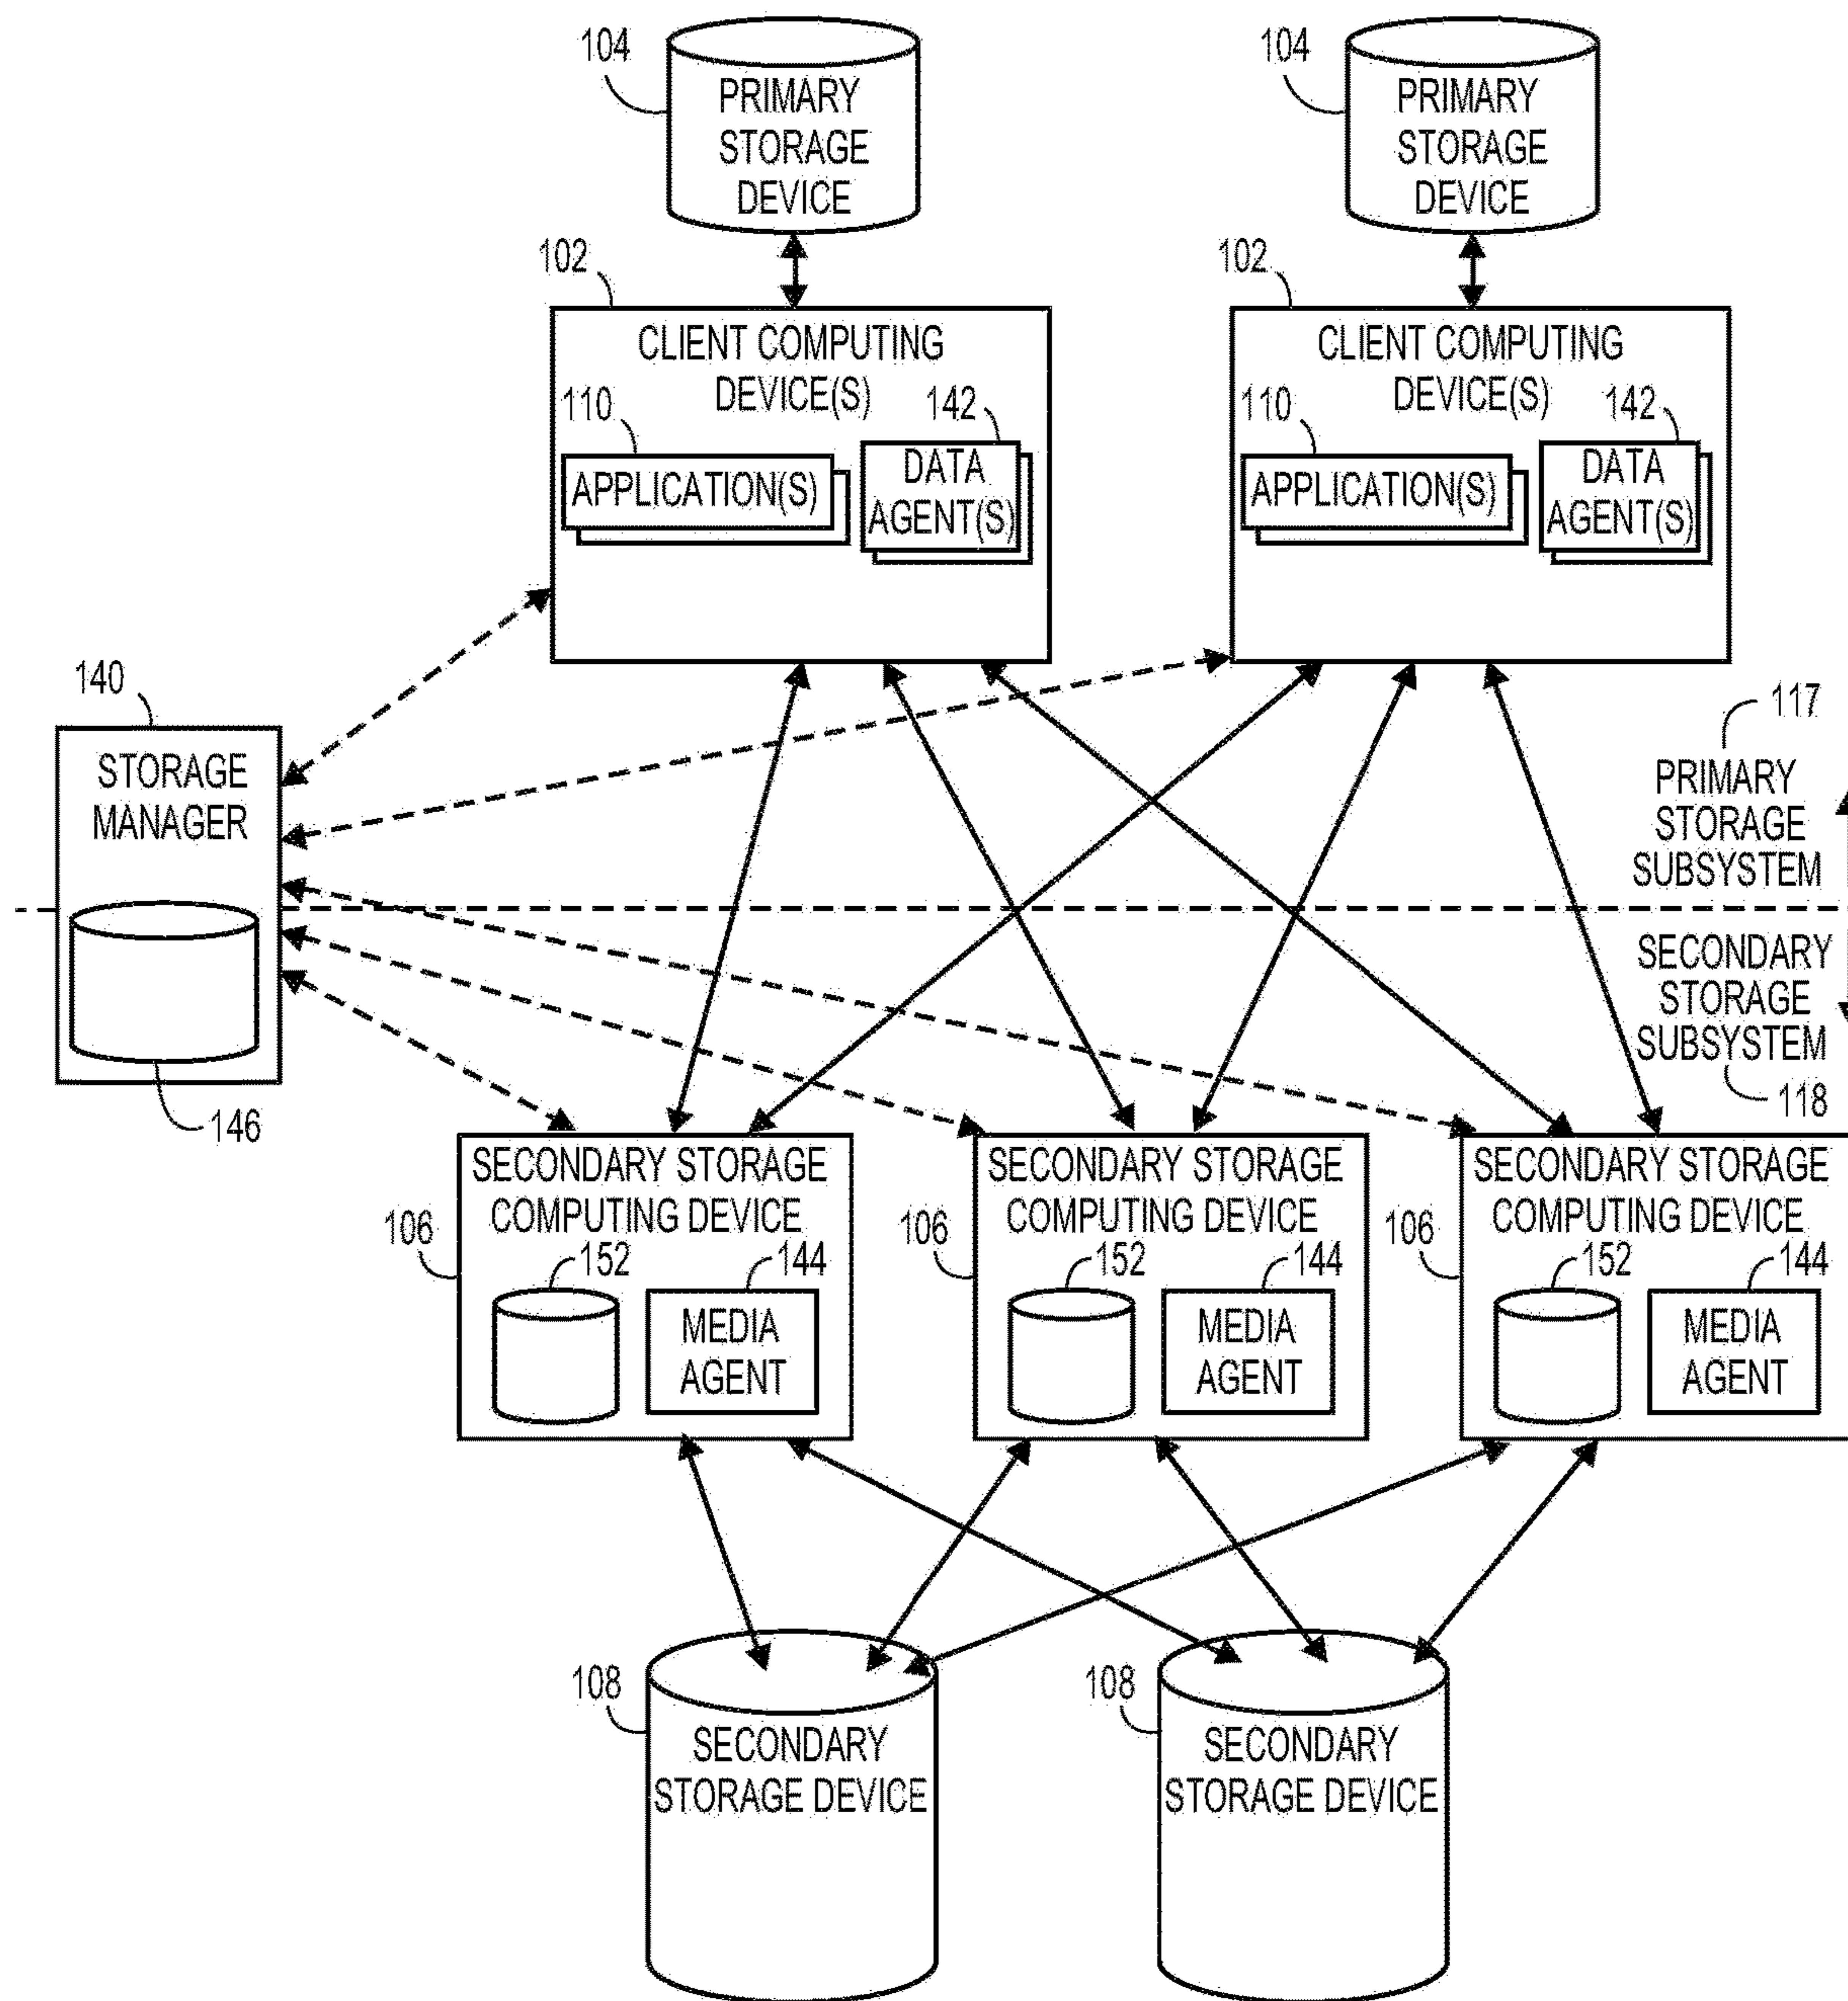 104
PRIMARY
STORAGE
DEVICE
104
PRIMARY
STORAGE
DEVICE
102
CLIENT COMPUTING
DEVICE(S)
110
142
APPLICATION(S)
DATA
AGENT(S)
102
CLIENT COMPUTING
DEVICE(S)
110
142
APPLICATION(S)
DATA
AGENT(S)
140
STORAGE
MANAGER
146
117
PRIMARY
STORAGE
SUBSYSTEM
SECONDARY
STORAGE
SUBSYSTEM
118
106
SECONDARY STORAGE
COMPUTING DEVICE
152
144
MEDIA
AGENT
106
SECONDARY STORAGE
COMPUTING DEVICE
152
144
MEDIA
AGENT
106
SECONDARY STORAGE
COMPUTING DEVICE
152
144
MEDIA
AGENT
108
SECONDARY
STORAGE DEVICE
108
SECONDARY
STORAGE DEVICE